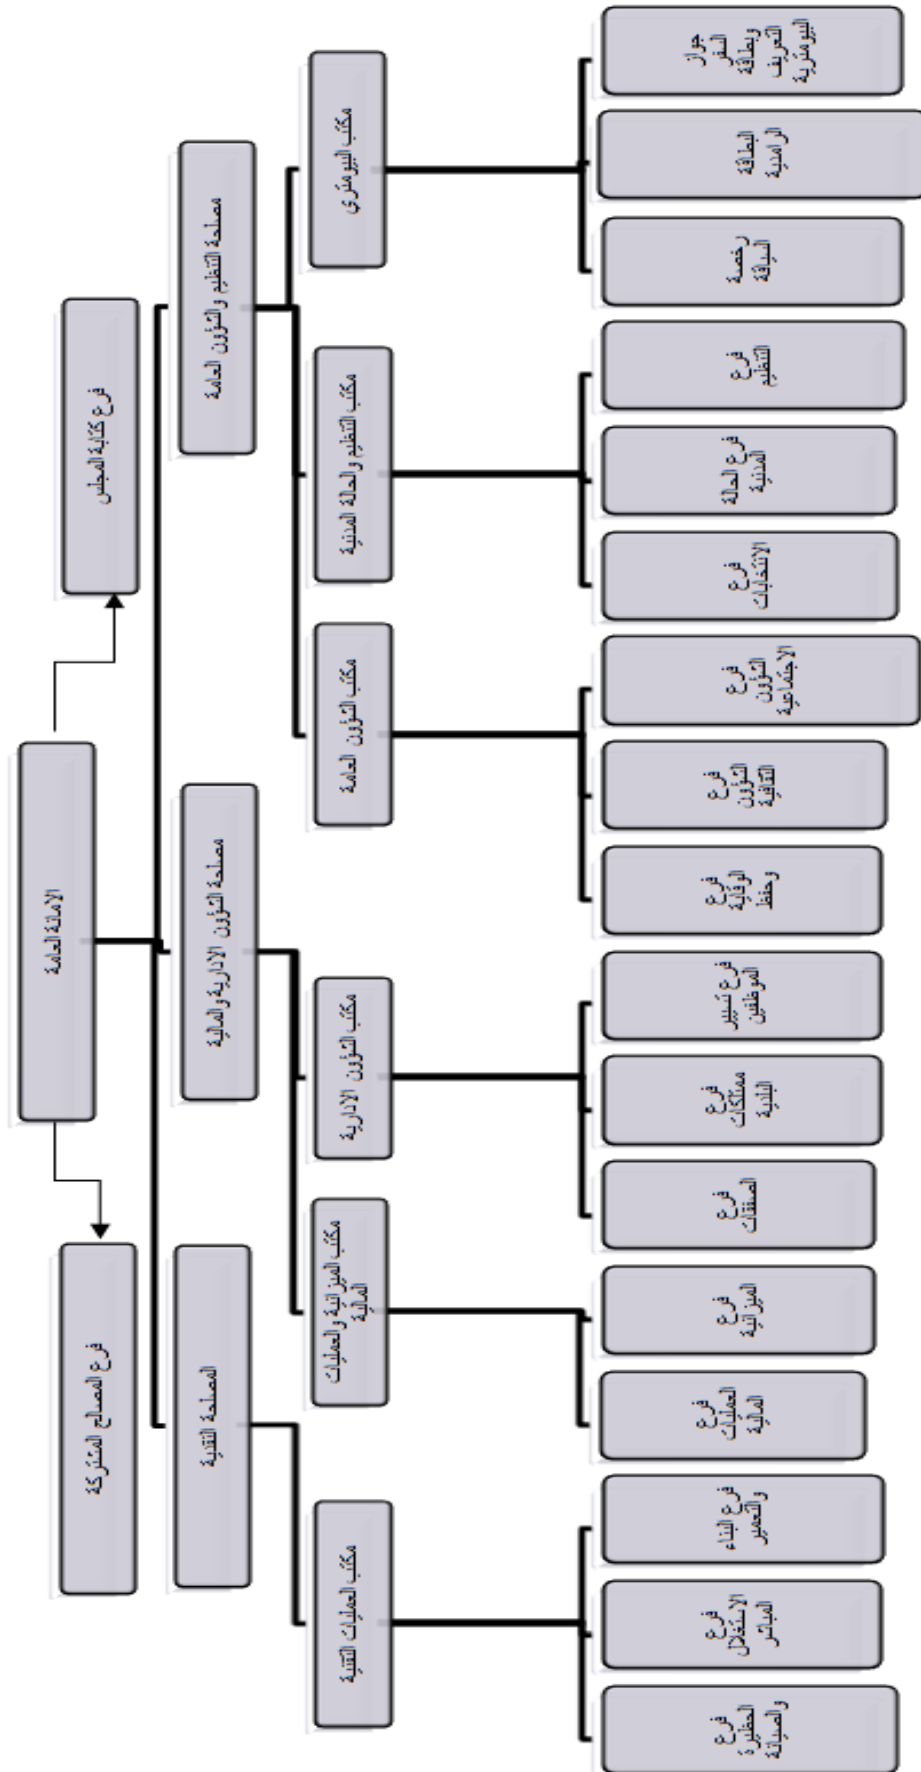 الامانة العامة
فرع كتابة المجلس
فرع المصالح المشتركة
مصلحة التنظيم والشؤون العامة
مصلحة الشؤون الادارية والمالية
المصلحة التقنية
مكتب البيومتري
مكتب التنظيم والحالة المدنية
مكتب الشؤون العامة
مكتب الشؤون الادارية
مكتب الميزانية والعمليات
المالية
مكتب العمليات التقنية
جواز
السفر
وبطاقة
التعريف
البيومترية
البطاقة
الرامدية
رخصة
السياقة
فرع
التنظيم
فرع الحالة
المدنية
فرع
الانتخابات
فرع
الشؤون
الاجتماعية
فرع
الشؤون
الثقافية
فرع
الوقاية
وحفظ
فرع تسيير
الموظفين
فرع
ممتلكات
البلدية
فرع
الصفقات
فرع
الميزانية
فرع
العمليات
المالية
فرع البناء
والتعمير
فرع
الاستغلال
المباشر
فرع
الحظيرة
والصيانة